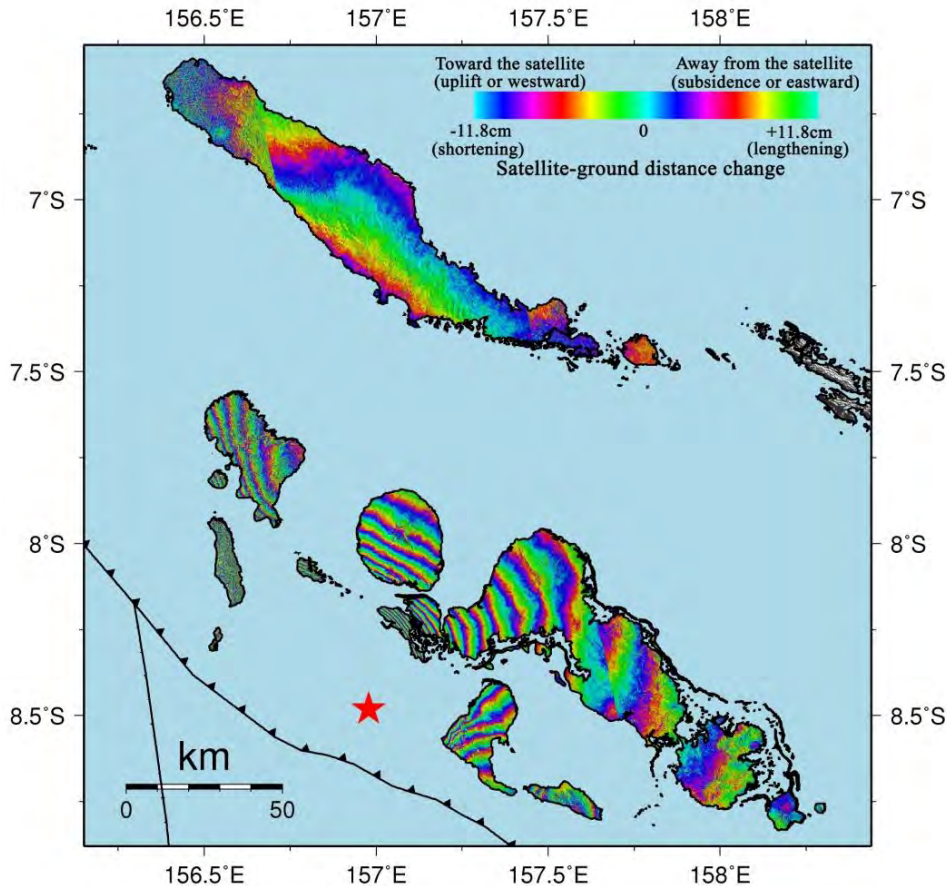 156.5°E 157°E 157.5°E 158°E
Toward the satellite
(uplift or westward)
Away from the satellite
(subsidence or eastward)
-11.8cm
(shortening)
0
+11.8cm
(lengthening)
Satellite-ground distance change
7°S 7°S
7.5°S 7.5°S
8°S 8°S
8.5°S 8.5°S
km
0 50
156.5°E 157°E 157.5°E 158°E